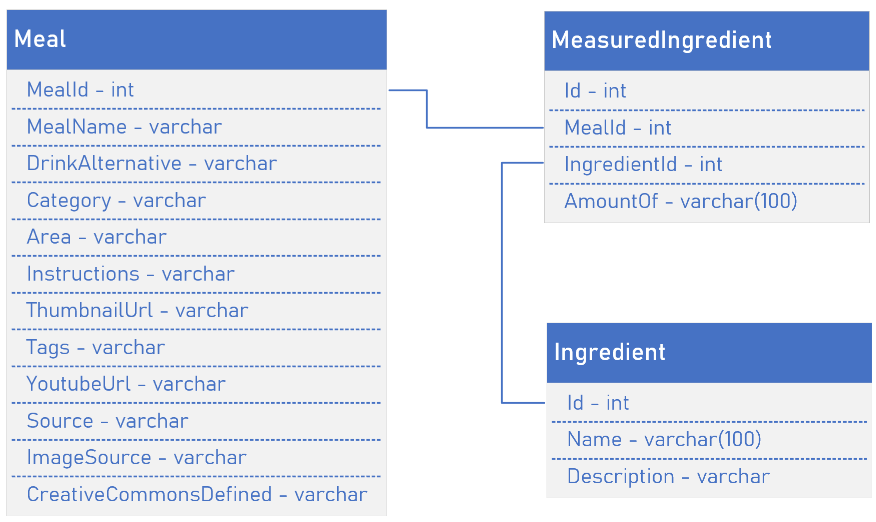 Meal
MealId - int
MealName - varchar
DrinkAlternative - varchar
Category - varchar
Area - varchar
Instructions - varchar
ThumbnailUrl - varchar
Tags - varchar
YoutubeUrl - varchar
Source - varchar
ImageSource - varchar
CreativeCommonsDefined - varchar
MeasuredIngredient
Id - int
MealId - int
IngredientId - int
AmountOf - varchar(100)
Ingredient
Id - int
Name - varchar(100)
Description - varchar